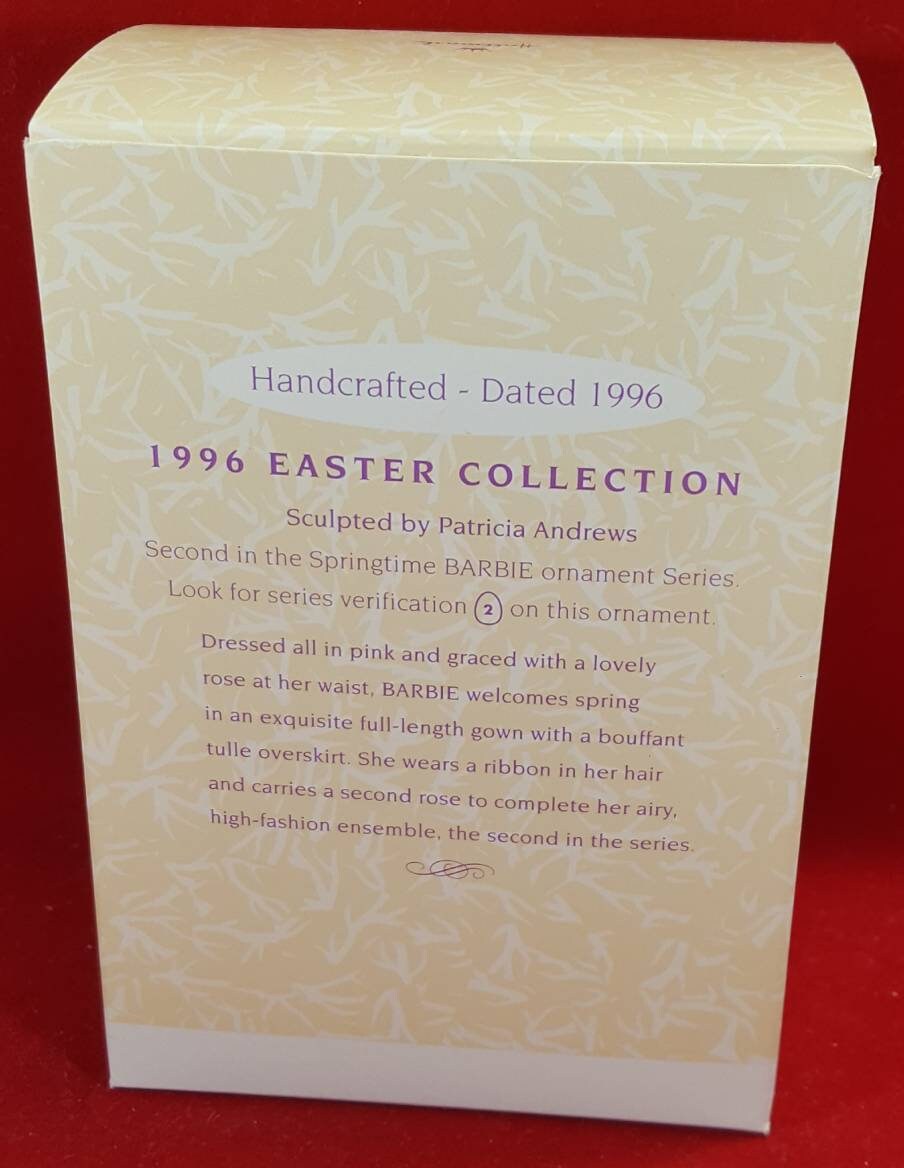 Handcrafted - Dated 1996
1996 EASTER COLLECTION
Sculpted by Patricia Andrews
Second in the Springtime BARBIE ornament Series.
Look for series verification 2 on this ornament.
Dressed all in pink and graced with a lovely
rose at her waist, BARBIE welcomes spring
in an exquisite full-length gown with a bouffant
tulle overskirt. She wears a ribbon in her hair
and carries a second rose to complete her airy,
high-fashion ensemble, the second in the series.